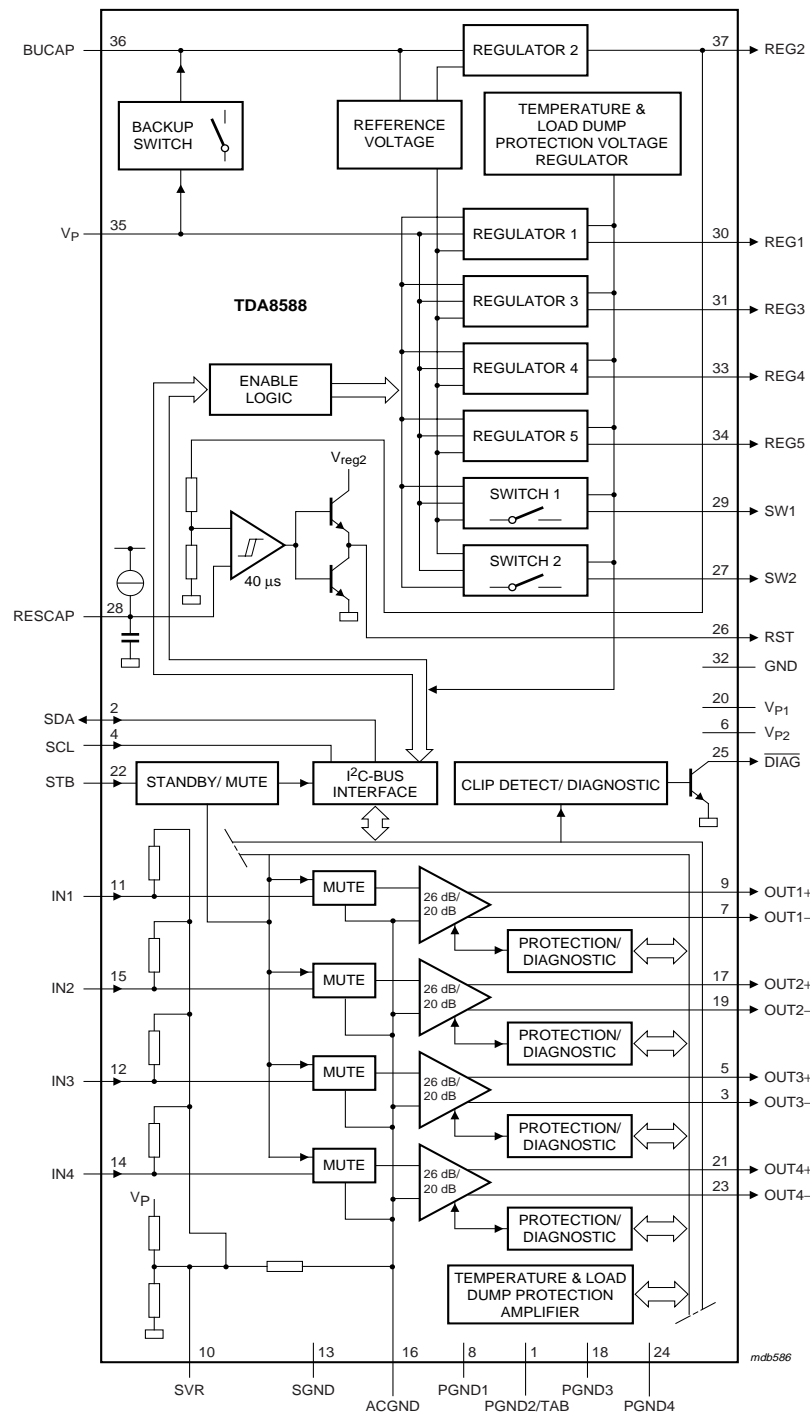 36
BUCAP
REGULATOR 2
37
REG2
BACKUP
SWITCH
REFERENCE
VOLTAGE
TEMPERATURE &
LOAD DUMP
PROTECTION VOLTAGE
REGULATOR
35
VP
REGULATOR 1
30
REG1
TDA8588
REGULATOR 3
31
REG3
ENABLE
LOGIC
REGULATOR 4
33
REG4
REGULATOR 5
34
REG5
Vreg2
SWITCH 1
29
SW1
40 μs
SWITCH 2
27
SW2
RESCAP
28
26
RST
32
GND
20
VP1
6
VP2
SDA
2
SCL
4
STB
22
STANDBY/ MUTE
I2C-BUS
INTERFACE
CLIP DETECT/ DIAGNOSTIC
25
DIAG
IN1
11
MUTE
26 dB/
20 dB
9
OUT1+
7
OUT1−
PROTECTION/
DIAGNOSTIC
IN2
15
MUTE
26 dB/
20 dB
17
OUT2+
19
OUT2−
PROTECTION/
DIAGNOSTIC
IN3
12
MUTE
26 dB/
20 dB
5
OUT3+
3
OUT3−
PROTECTION/
DIAGNOSTIC
IN4
14
MUTE
26 dB/
20 dB
21
OUT4+
23
OUT4−
PROTECTION/
DIAGNOSTIC
VP
TEMPERATURE & LOAD
DUMP PROTECTION
AMPLIFIER
10
13
16
8
1
18
24
mdb586
SVR
SGND
ACGND
PGND1
PGND2/TAB
PGND3
PGND4